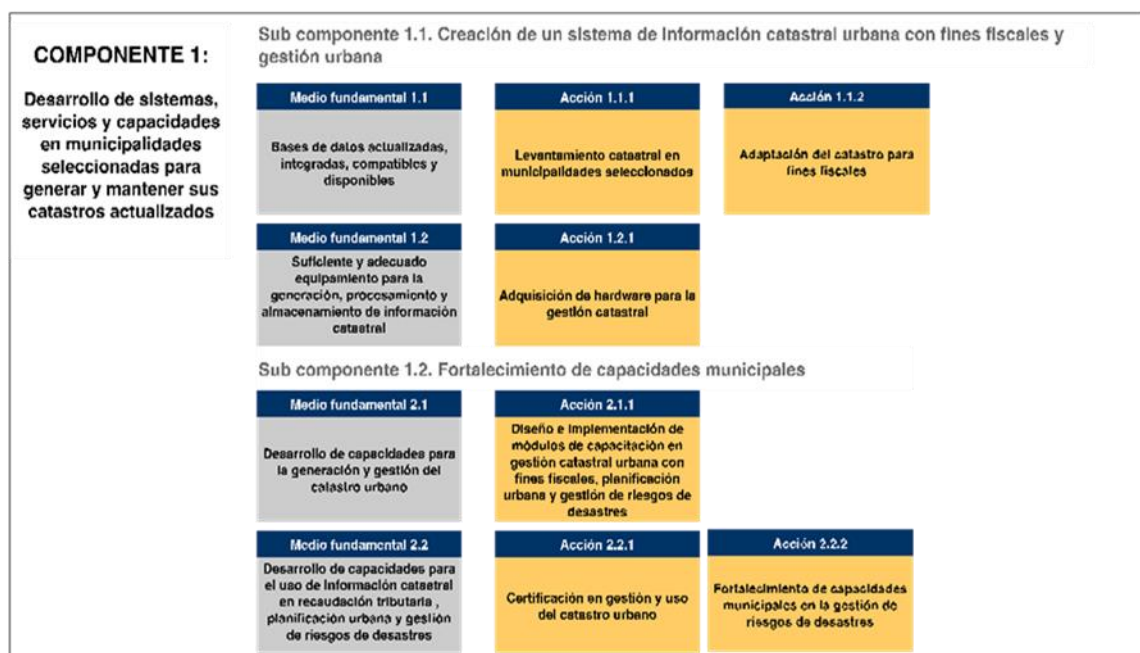 COMPONENTE 1:
Desarrollo de sistemas,
servicios y capacidades
en municipalidades
seleccionadas para
generar y mantener sus
catastros actualizados
Sub componente 1.1. Creación de un sistema de información catastral urbana con fines fiscales y
gestión urbana
Medio fundamental 1.1
Bases de datos actualizadas,
integradas, compatibles y
disponibles
Acción 1.1.1
Levantamiento catastral en
municipalidades seleccionados
Acción 1.1.2
Adaptación del catastro para
fines fiscales
Medio fundamental 1.2
Suficiente y adecuado
equipamiento para la
generación, procesamiento y
almacenamiento de información
catastral
Acción 1.2.1
Adquisición de hardware para la
gestión catastral
Sub componente 1.2. Fortalecimiento de capacidades municipales
Medio fundamental 2.1
Desarrollo de capacidades para
la generación y gestión del
catastro urbano
Acción 2.1.1
Diseño e implementación de
módulos de capacitación en
gestión catastral urbana con
fines fiscales, planificación
urbana y gestión de riesgos de
desastres
Medio fundamental 2.2
Desarrollo de capacidades para
el uso de información catastral
en recaudación tributaria ,
planificación urbana y gestión
de riesgos de desastres
Acción 2.2.1
Certificación en gestión y uso
del catastro urbano
Acción 2.2.2
Fortalecimiento de capacidades
municipales en la gestión de
riesgos de desastres